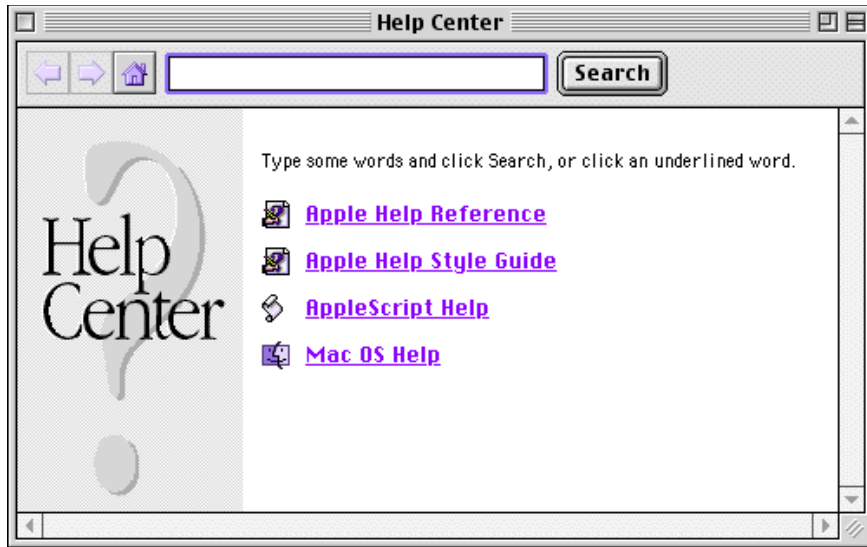 Help Center
Search
Type some words and click Search, or click an underlined word.
Help
Center
Apple Help Reference
Apple Help Style Guide
AppleScript Help
Mac OS Help